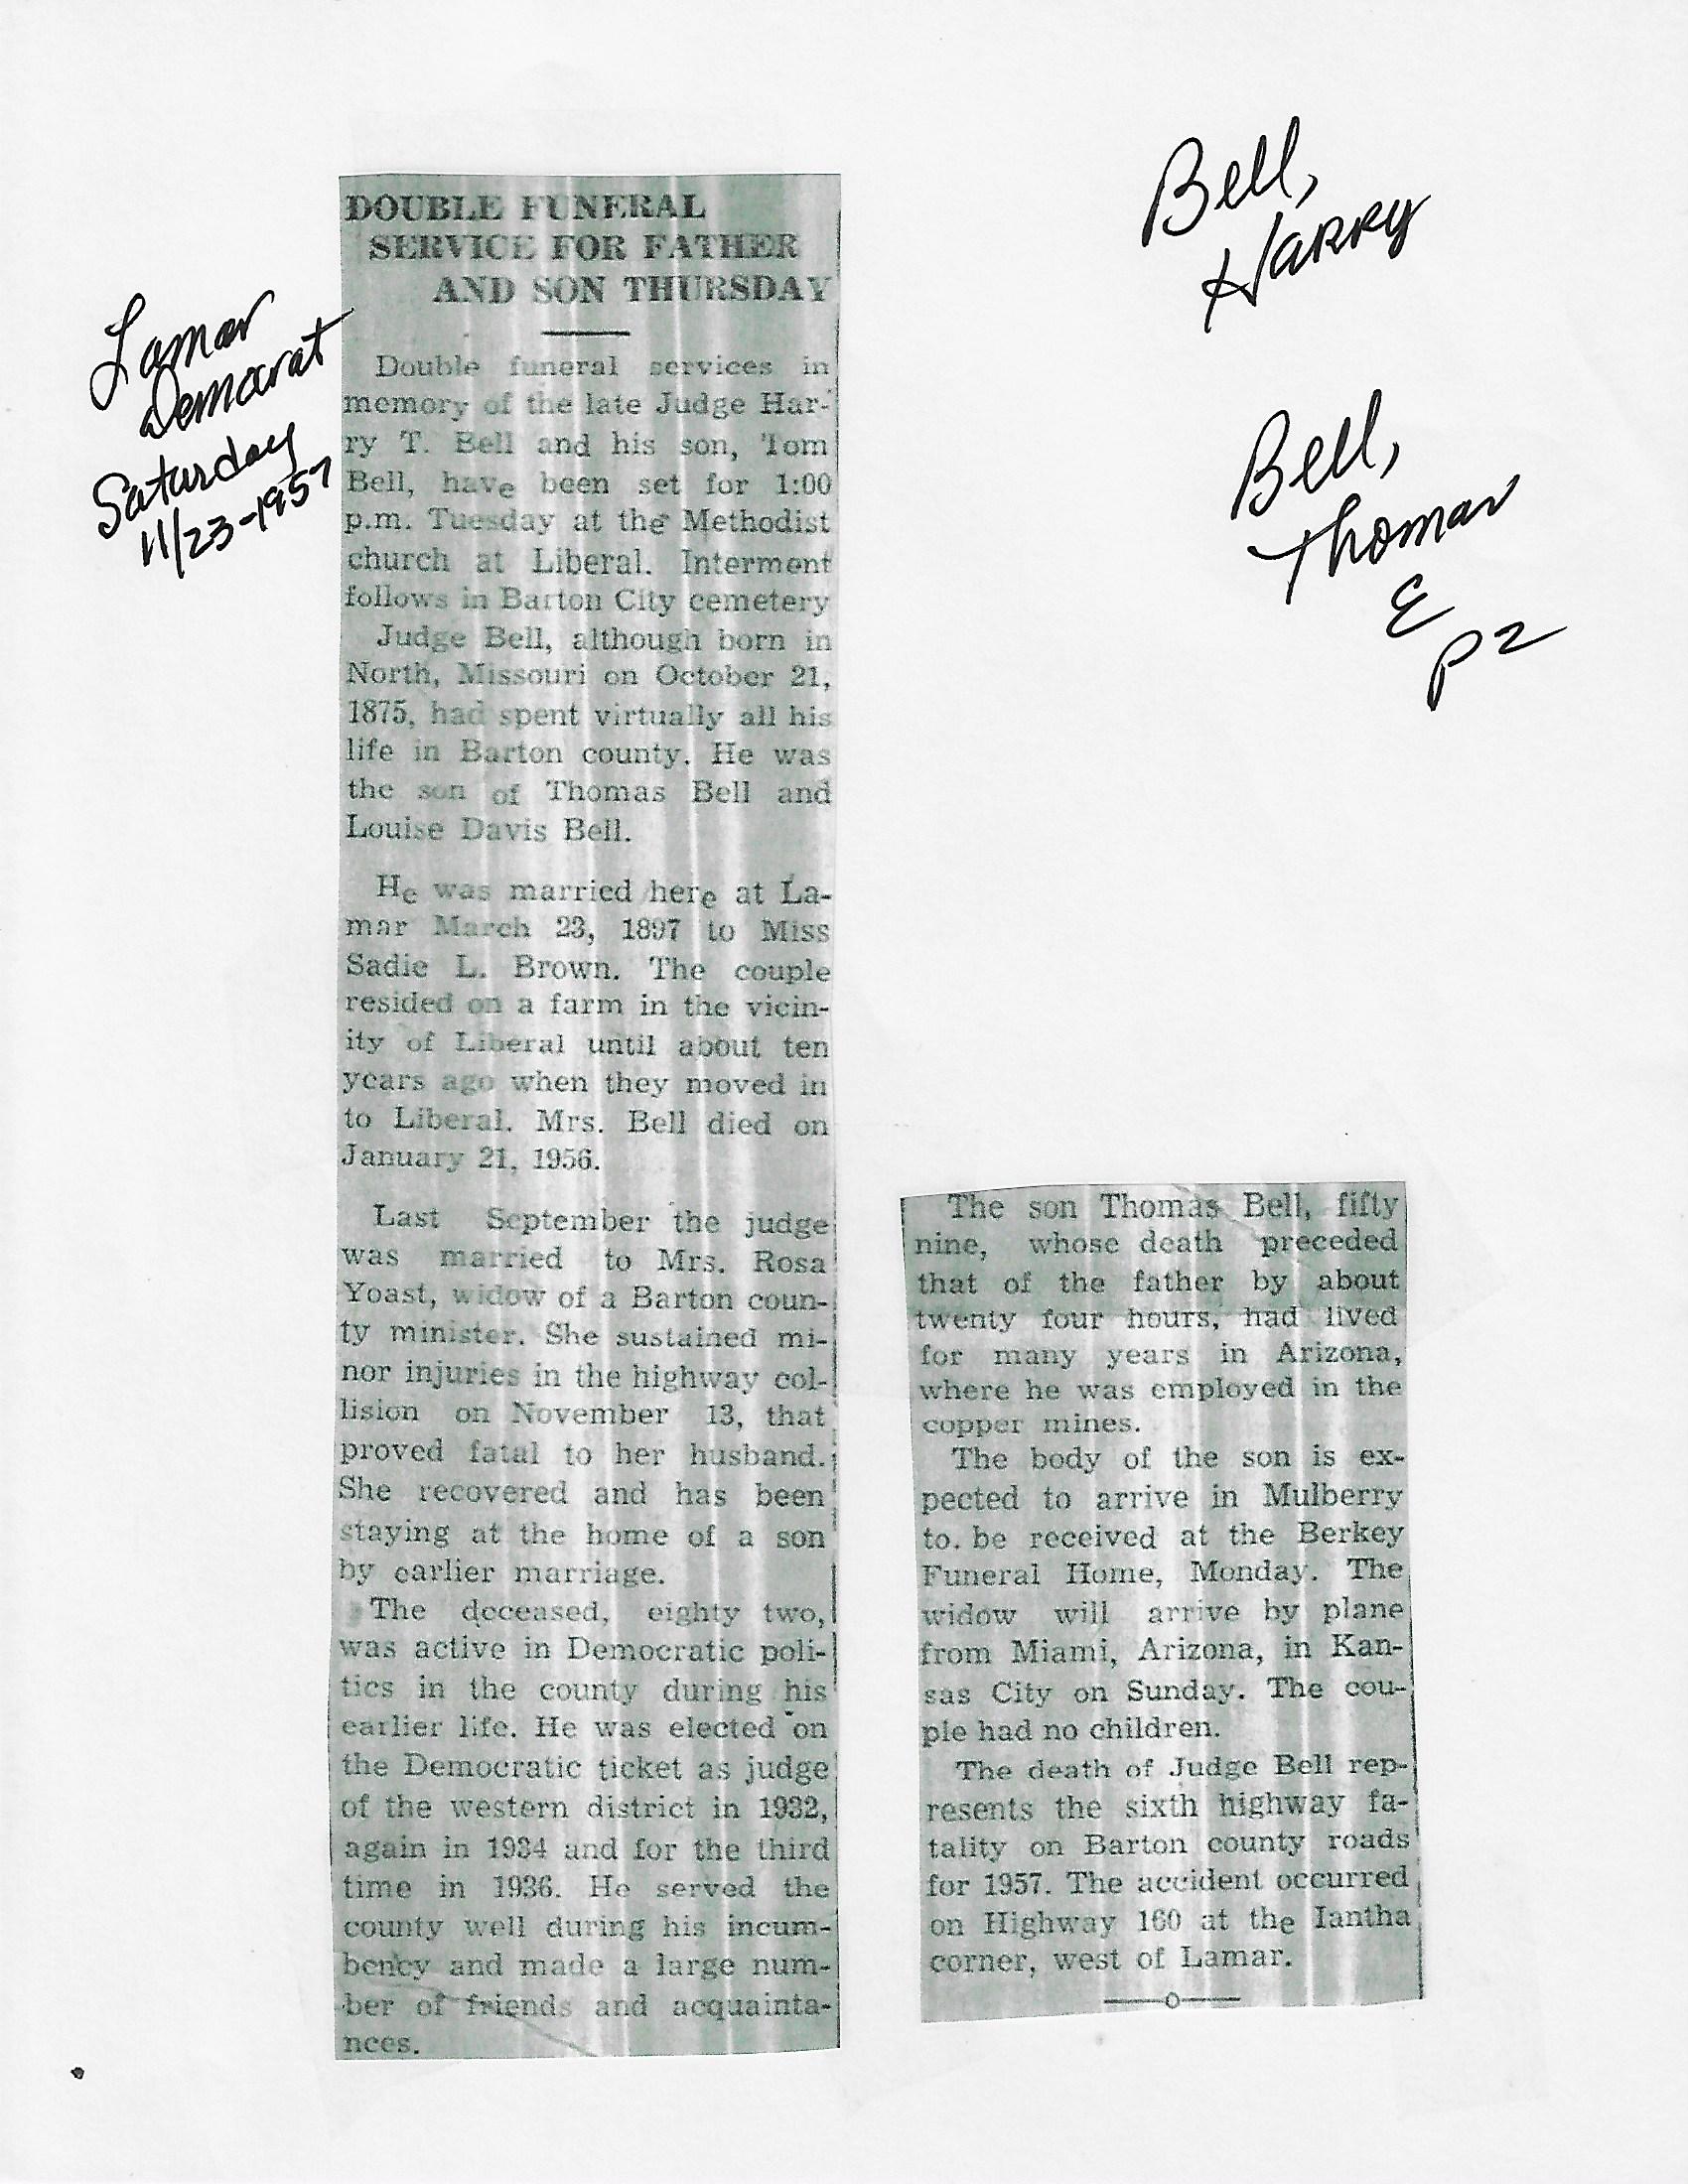 Bell,
Harry
Bell,
Thomas
E
P2
Lamar
Democrat
Saturday
11/23-1957
DOUBLE FUNERAL
SERVICE FOR FATHER
AND SON THURSDAY
Double funeral services in
memory of the late Judge Har-
ry T. Bell and his son, Tom
Bell, have been set for 1:00
p.m. Tuesday at the Methodist
church at Liberal. Interment
follows in Barton City cemetery
Judge Bell, although born in
North, Missouri on October 21,
1875, had spent virtually all his
life in Barton county. He was
the son of Thomas Bell and
Louise Davis Bell.
He was married here at La-
mar March 23, 1897 to Miss
Sadie L. Brown. The couple
resided on a farm in the vicin-
ity of Liberal until about ten
years ago when they moved in
to Liberal. Mrs. Bell died on
January 21, 1956.
Last September the judge
was married to Mrs. Rosa
Yoast, widow of a Barton coun-
ty minister. She sustained mi-
nor injuries in the highway col-
lision on November 13, that
proved fatal to her husband.
She recovered and has been
staying at the home of a son
by earlier marriage.
The deceased, eighty two,
was active in Democratic poli-
tics in the county during his
earlier life. He was elected on
the Democratic ticket as judge
of the western district in 1932,
again in 1934 and for the third
time in 1936. He served the
county well during his incum-
bency and made a large num-
ber of friends and acquainta-
nces.
The son Thomas Bell, fifty
nine, whose death preceded
that of the father by about
twenty four hours, had lived
for many years in Arizona,
where he was employed in the
copper mines.
The body of the son is ex-
pected to arrive in Mulberry
to. be received at the Berkey
Funeral Home, Monday. The
widow will arrive by plane
from Miami, Arizona, in Kan-
sas City on Sunday. The cou-
ple had no children.
The death of Judge Bell rep-
resents the sixth highway fa-
tality on Barton county roads
for 1957. The accident occurred
on Highway 160 at the Iantha
corner, west of Lamar.